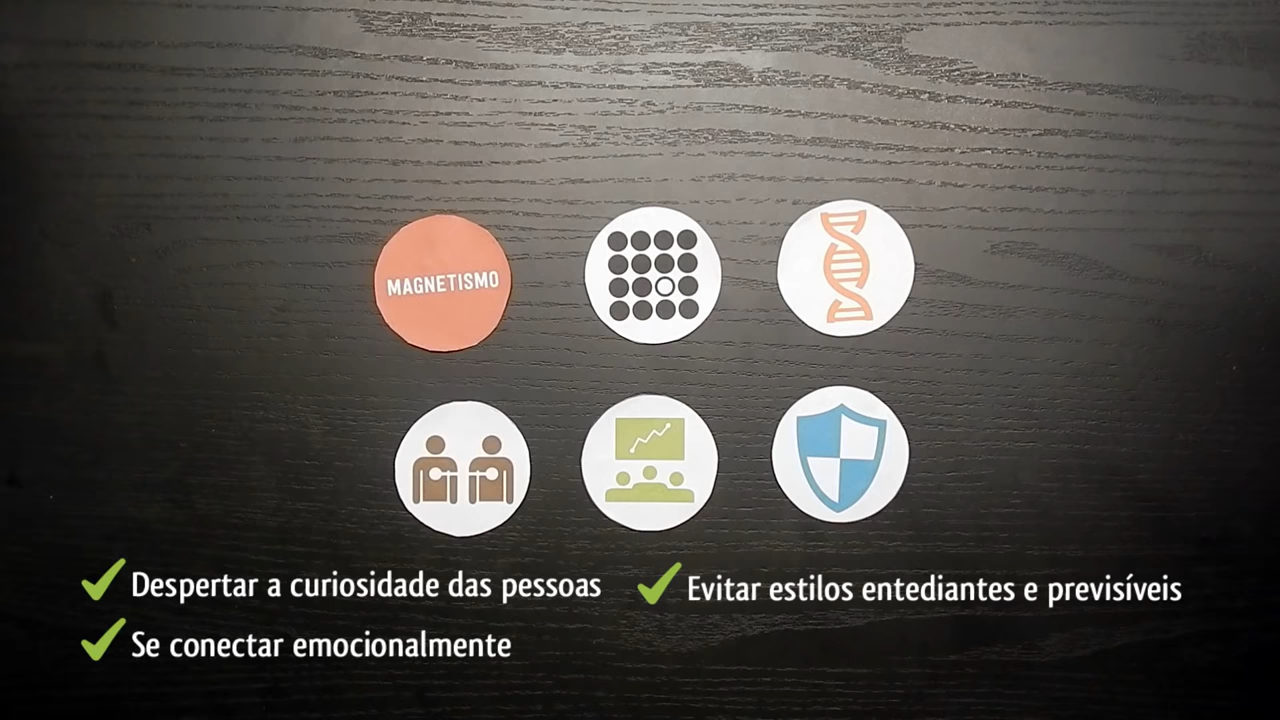 MAGNETISMO
Despertar a curiosidade das pessoas
Evitar estilos entediantes e previsíveis
Se conectar emocionalmente